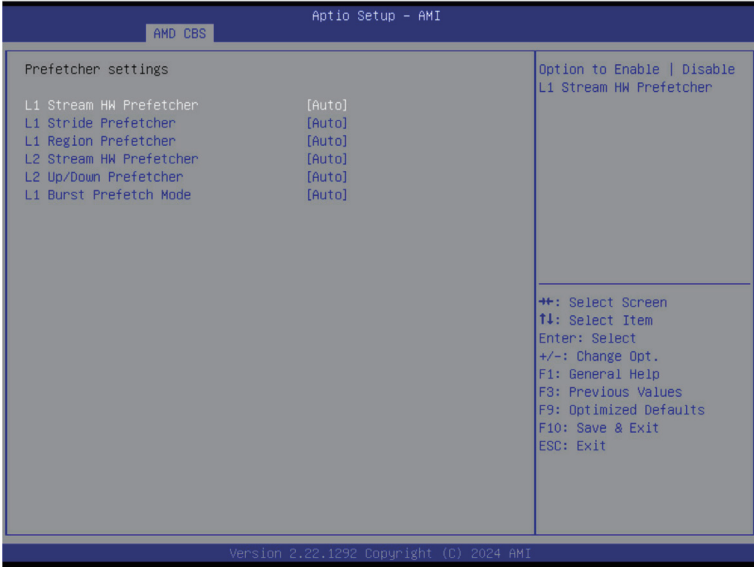 Aptio Setup – AMI
AMD CBS
Prefetcher settings
L1 Stream HW Prefetcher [Auto]
L1 Stride Prefetcher [Auto]
L1 Region Prefetcher [Auto]
L2 Stream HW Prefetcher [Auto]
L2 Up/Down Prefetcher [Auto]
L1 Burst Prefetch Mode [Auto]
Option to Enable | Disable
L1 Stream HW Prefetcher
→←: Select Screen
↑↓: Select Item
Enter: Select
+/-: Change Opt.
F1: General Help
F3: Previous Values
F9: Optimized Defaults
F10: Save & Exit
ESC: Exit
Version 2.22.1292 Copyright (C) 2024 AMI